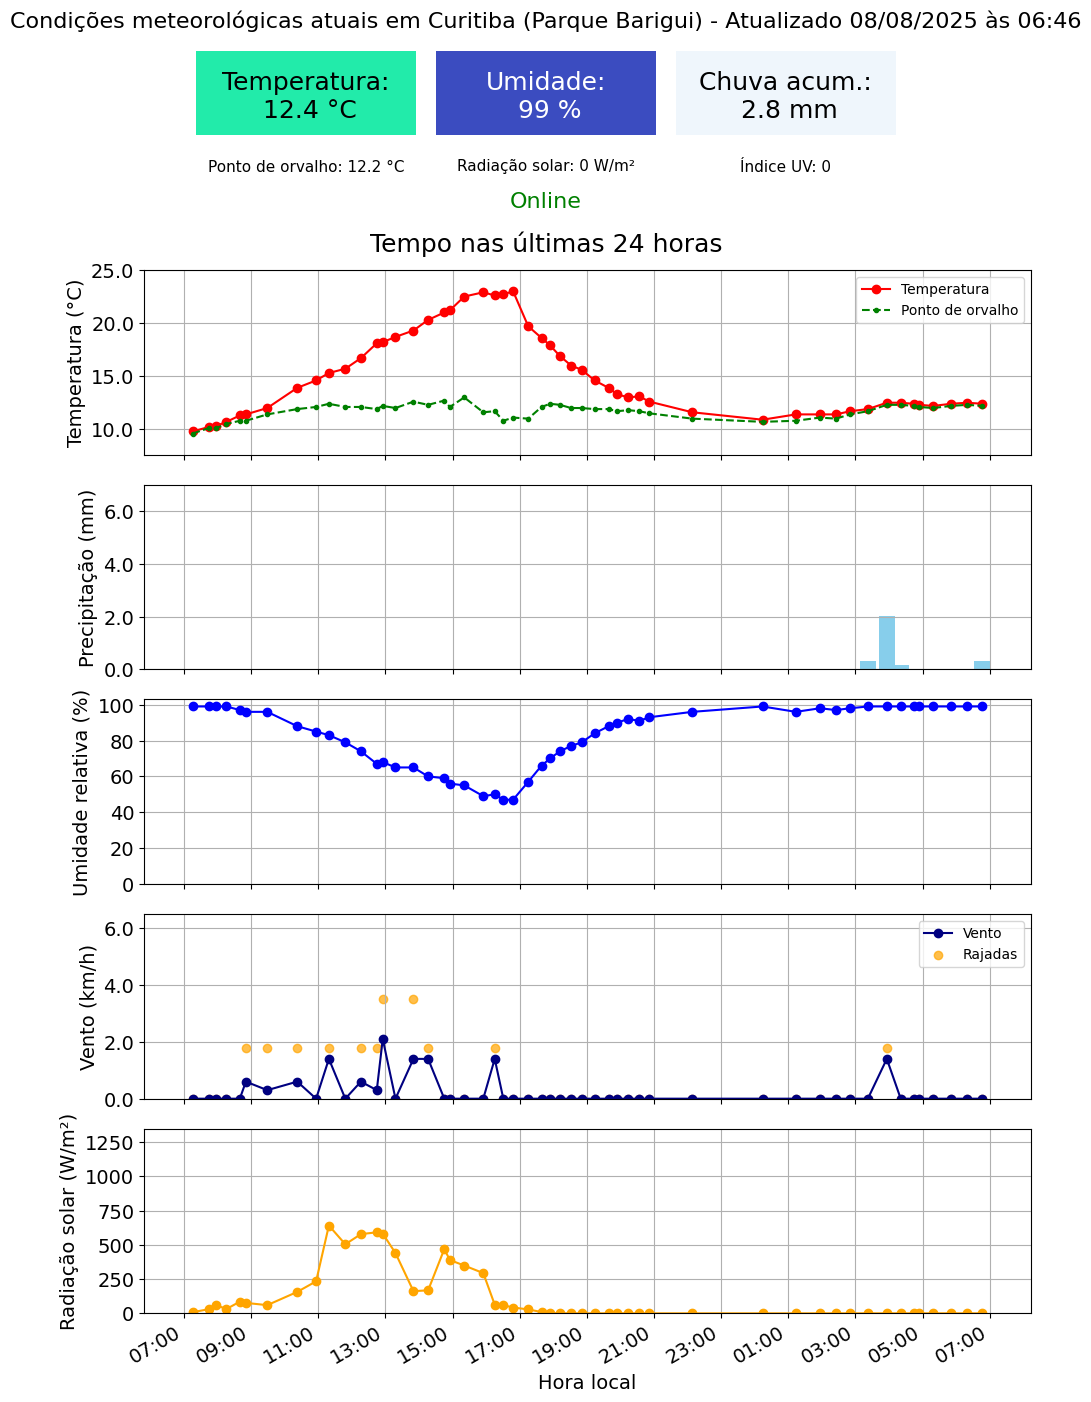 Condições meteorológicas atuais em Curitiba (Parque Barigui) - Atualizado 08/08/2025 às 06:46
Temperatura:
12.4 °C
Umidade:
99 %
Chuva acum.:
2.8 mm
Ponto de orvalho: 12.2 °C
Radiação solar: 0 W/m²
Índice UV: 0
Online
Tempo nas últimas 24 horas
Temperatura (°C)
25.0
20.0
15.0
10.0
Temperatura
Ponto de orvalho
Precipitação (mm)
6.0
4.0
2.0
0.0
Umidade relativa (%)
100
80
60
40
20
0
Vento (km/h)
6.0
4.0
2.0
0.0
Vento
Rajadas
Radiação solar (W/m²)
1250
1000
750
500
250
0
07:00
09:00
11:00
13:00
15:00
17:00
19:00
21:00
23:00
01:00
03:00
05:00
07:00
Hora local